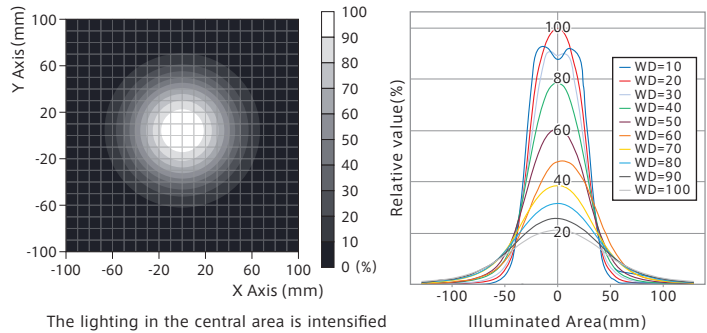 100
60
20
-20
-60
-100
Y Axis (mm)
-100
-60
-20
20
60
100
X Axis (mm)
100
90
80
70
60
50
40
30
20
10
0 (%)
The lighting in the central area is intensified
Relative value(%)
100
80
60
40
20
WD=10
WD=20
WD=30
WD=40
WD=50
WD=60
WD=70
WD=80
WD=90
WD=100
-100
-50
0
50
100
Illuminated Area(mm)